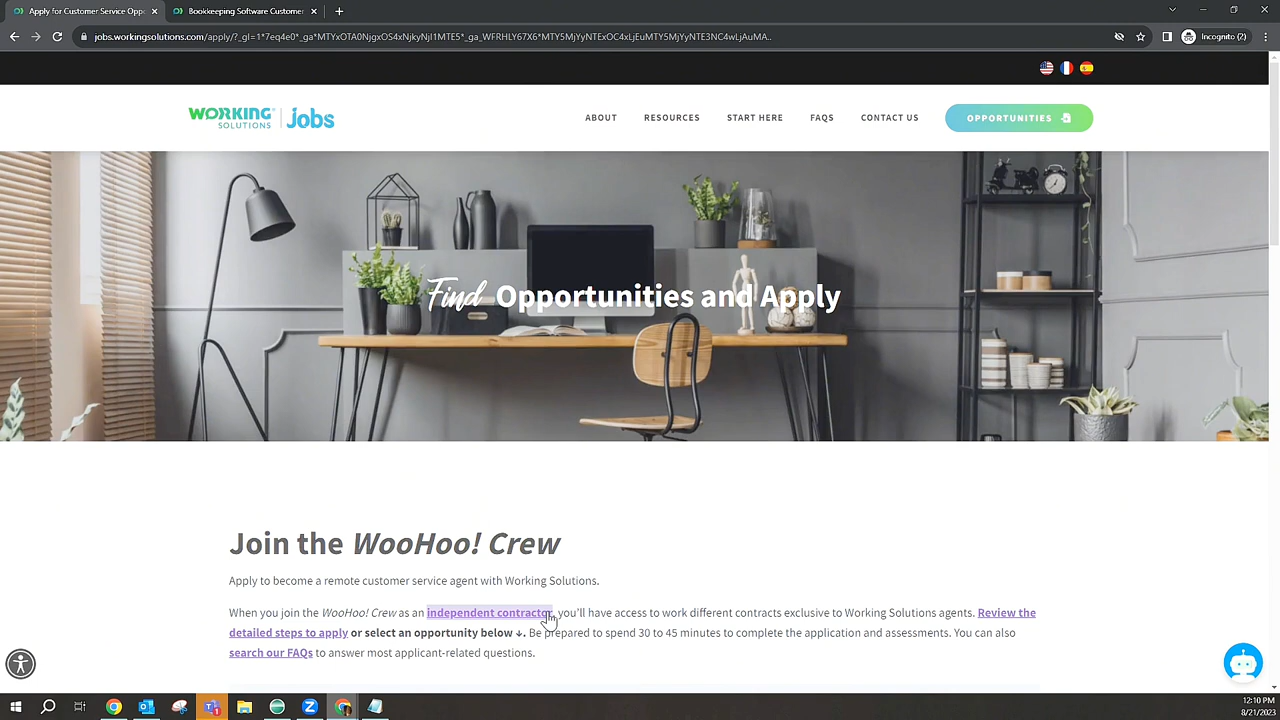 Apply for Customer Service Opp
Bookkeeping Software Customer
jobs.workingsolutions.com/apply/?_gl=1*7eq4e0*_ga*MTYxOTA0NjgxOS4xNjkyNjI1MTE5*_ga_WFRHLY67X6*MTY5MjYyNTExOC4xLjEuMTY5MjYyNTE3NC4wLjAuMA..
Incognito (2)
WORKING SOLUTIONS | jobs
ABOUT
RESOURCES
START HERE
FAQS
CONTACT US
OPPORTUNITIES
Find Opportunities and Apply
Join the WooHoo! Crew
Apply to become a remote customer service agent with Working Solutions.
When you join the WooHoo! Crew as an independent contractor, you'll have access to work different contracts exclusive to Working Solutions agents. Review the
detailed steps to apply or select an opportunity below ↓. Be prepared to spend 30 to 45 minutes to complete the application and assessments. You can also
search our FAQs to answer most applicant-related questions.
12:10 PM
8/21/2023